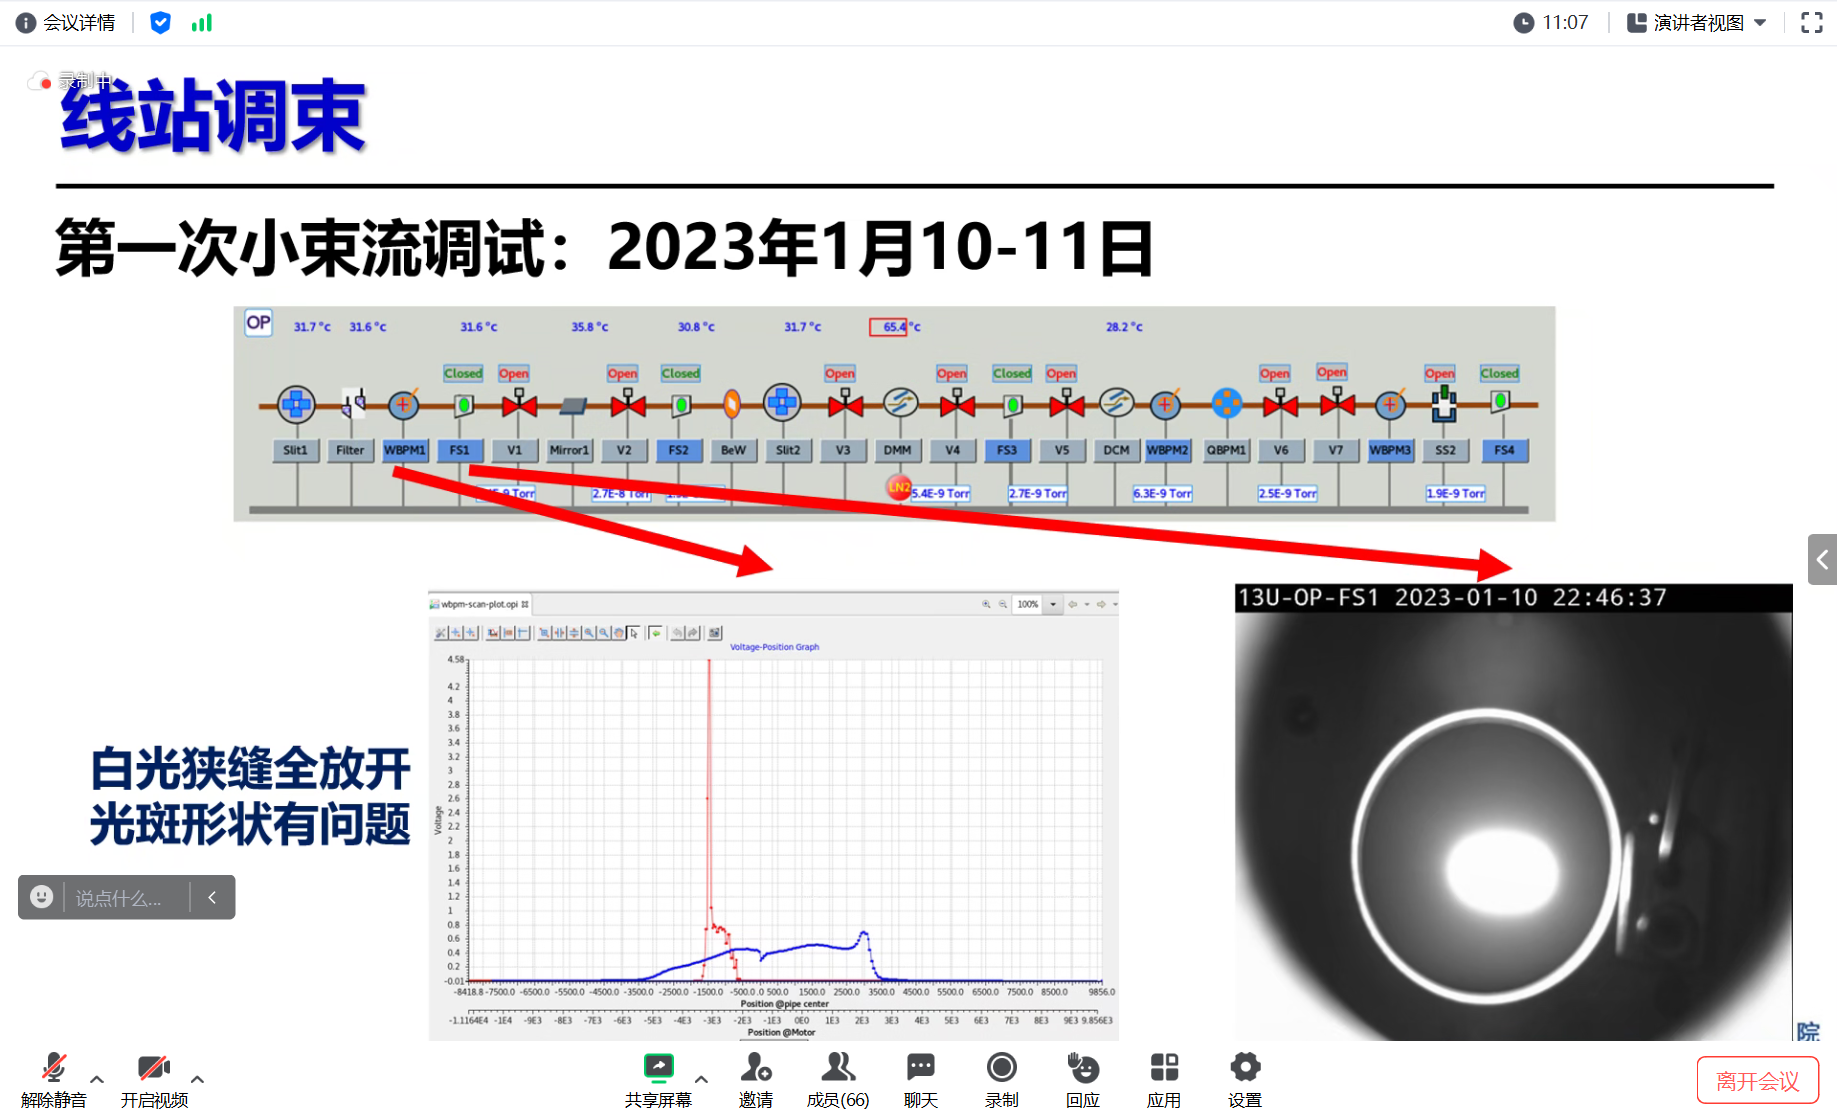 会议详情
11:07
演讲者视图
录制中
线站调束
第一次小束流调试：2023年1月10-11日
OP 31.7 °c 31.6 °c 31.6 °c 35.8 °c 30.8 °c 31.7 °c 65.4 °c 28.2 °c
Closed Open Open Closed Open Open Closed Open Open Open Open Closed
Slit1 Filter WBPM1 FS1 V1 Mirror1 V2 FS2 BeW Slit2 V3 DMM V4 FS3 V5 DCM WBPM2 QBPM1 V6 V7 WBPM3 SS2 FS4
2.7E-8 Torr LN2 5.4E-9 Torr 2.7E-9 Torr 6.3E-9 Torr 2.5E-9 Torr 1.9E-9 Torr
wbpm-scan-plot.opi
100%
Voltage-Position Graph
4.58
4.2
4
3.8
3.6
3.4
3.2
3
2.8
2.6
2.4
2.2
2
1.8
1.6
1.4
1.2
1
0.8
0.6
0.4
0.2
-0.01
Voltage
-8418.8 -7500.0 -6500.0 -5500.0 -4500.0 -3500.0 -2500.0 -1500.0 -500.0 0.0 500.0 1500.0 2500.0 3500.0 4500.0 5500.0 6500.0 7500.0 8500.0 9856.0
Position @pipe center
-1.1164E4 -1E4 -9E3 -8E3 -7E3 -6E3 -5E3 -4E3 -3E3 -2E3 -1E3 0E0 1E3 2E3 3E3 4E3 5E3 6E3 7E3 8E3 9E3 9.856E3
Position @Motor
13U-OP-FS1 2023-01-10 22:46:37
白光狭缝全放开
光斑形状有问题
说点什么...
院
解除静音
开启视频
共享屏幕
邀请
成员(66)
聊天
录制
回应
应用
设置
离开会议